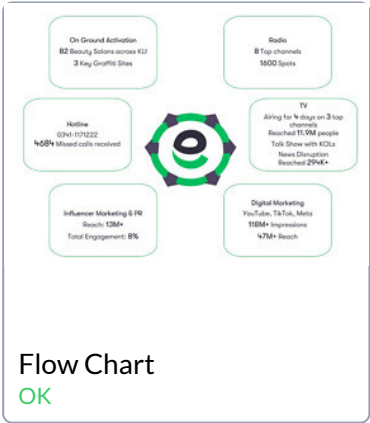 On Ground Activation
82 Beauty Salons across KLI
3 Key Graffiti Sites
Radio
8 Top channels
1600 Spots
Hotline
0341-1171222
4684 Missed calls received
TV
Airing for 4 days on 3 top
channels
Reached 11.9M people
Talk Show with KOLs
News Disruption
Reached 294K+
Influencer Marketing & PR
Reach: 13M+
Total Engagement: 8%
Digital Marketing
YouTube, TikTok, Meta
118M+ Impressions
47M+ Reach
Flow Chart
OK